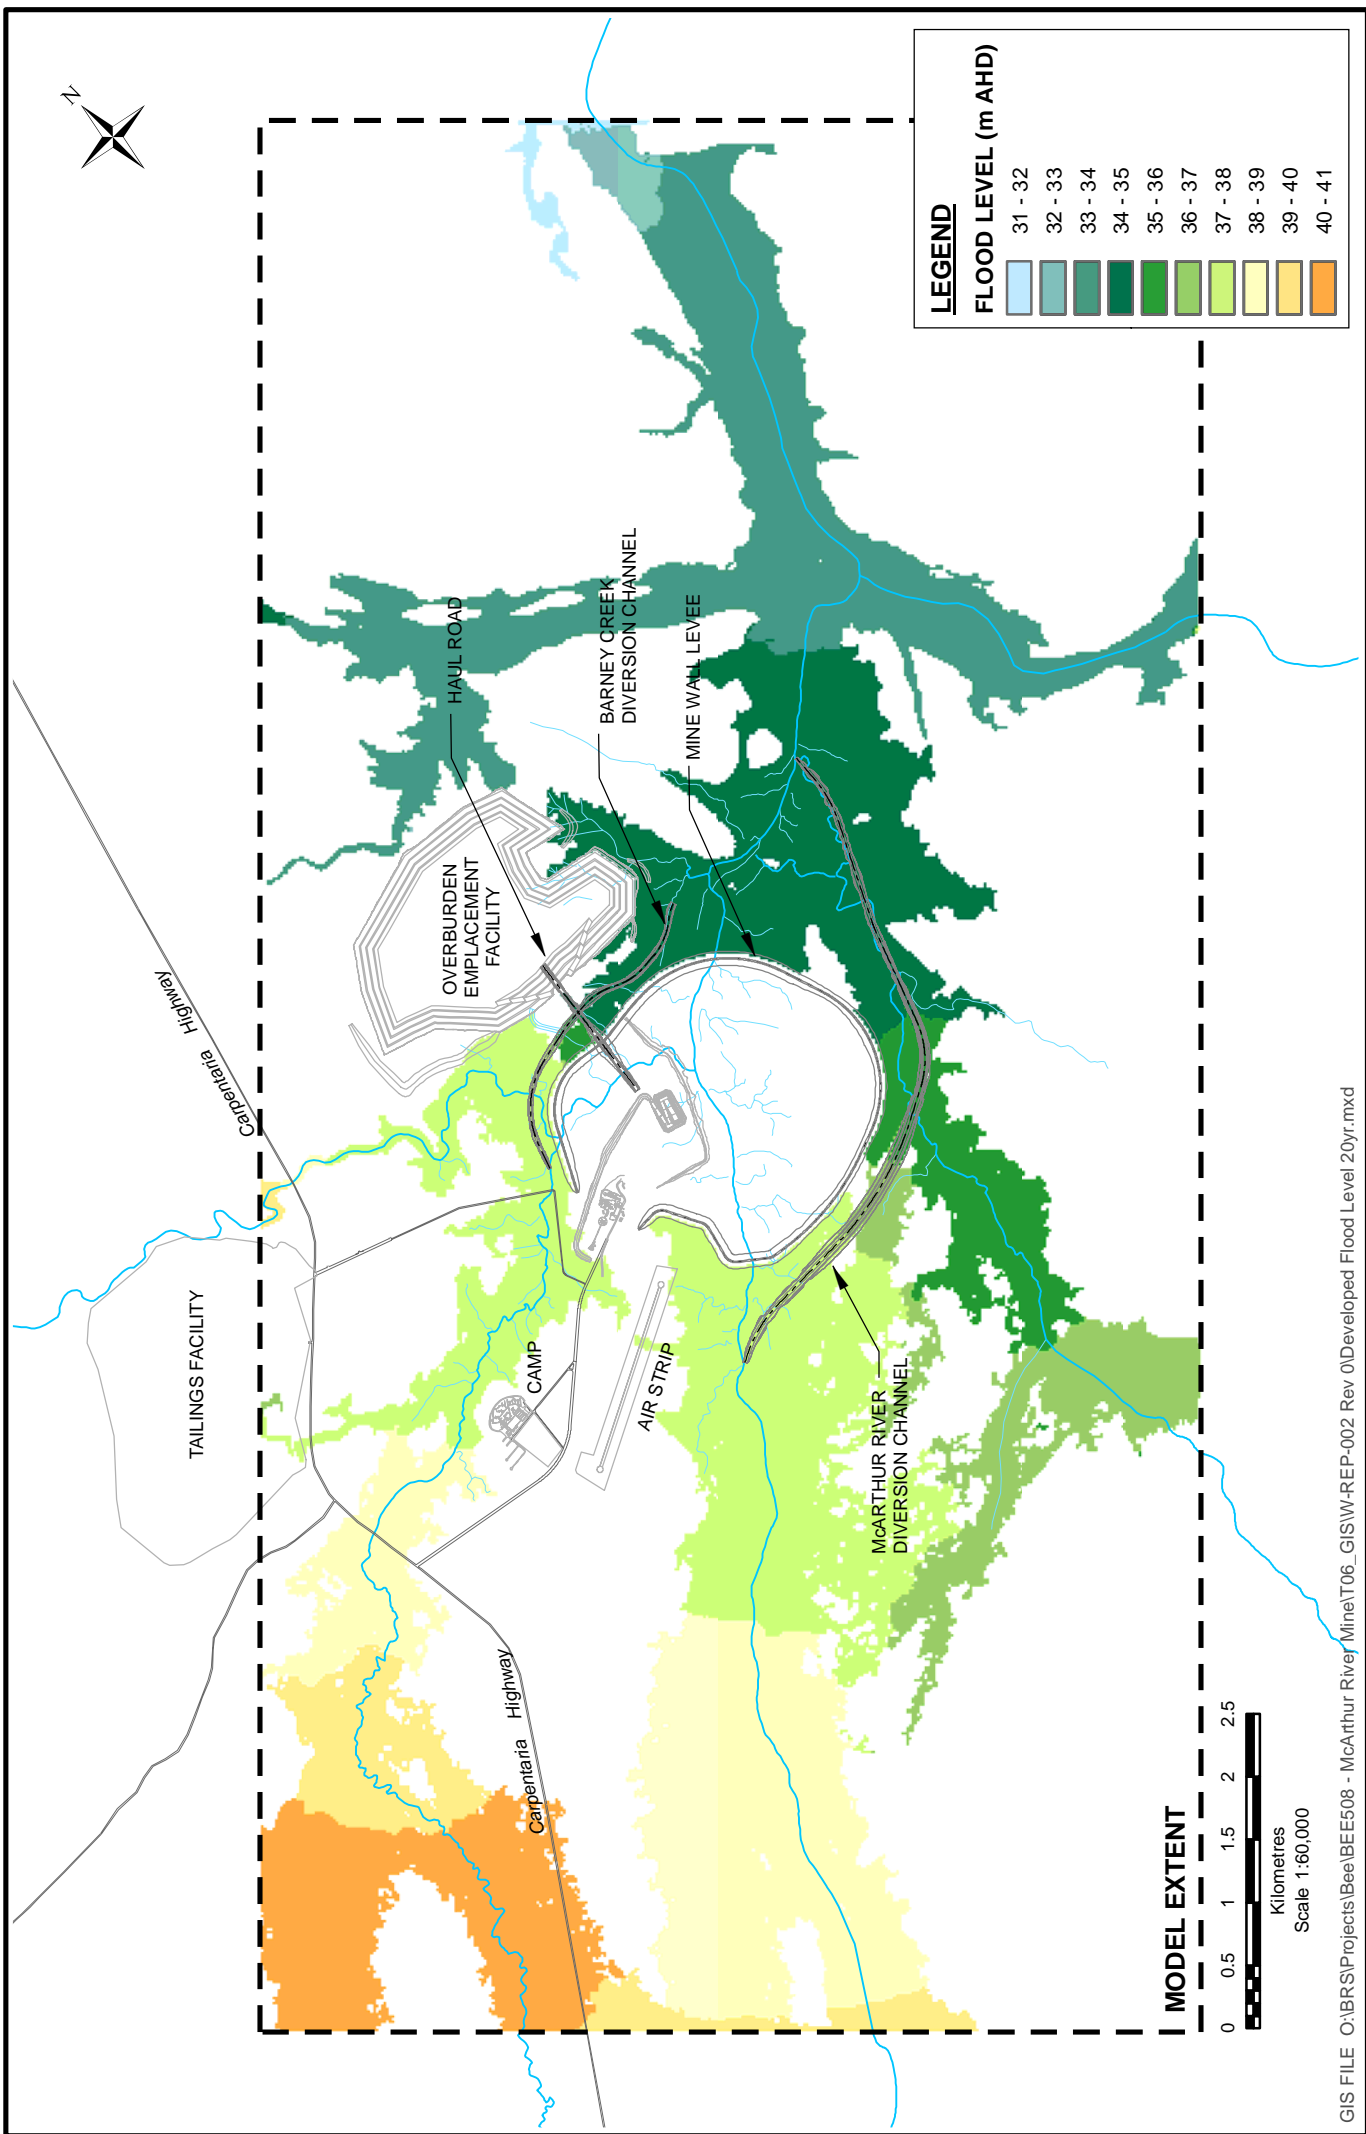 N
Carpentaria Highway
TAILINGS FACILITY
OVERBURDEN
EMPLACEMENT
FACILITY
HAUL ROAD
BARNEY CREEK
DIVERSION CHANNEL
MINE WALL LEVEE
CAMP
AIR STRIP
Carpentaria Highway
McARTHUR RIVER
DIVERSION CHANNEL
MODEL EXTENT
0 0.5 1 1.5 2 2.5
Kilometres
Scale 1:60,000
LEGEND
FLOOD LEVEL (m AHD)
31 - 32
32 - 33
33 - 34
34 - 35
35 - 36
36 - 37
37 - 38
38 - 39
39 - 40
40 - 41
GIS FILE O:\BRS\Projects\Bee\BEE508 - McArthur River Mine\T06_GIS\W-REP-002 Rev 0\Developed Flood Level 20yr.mxd